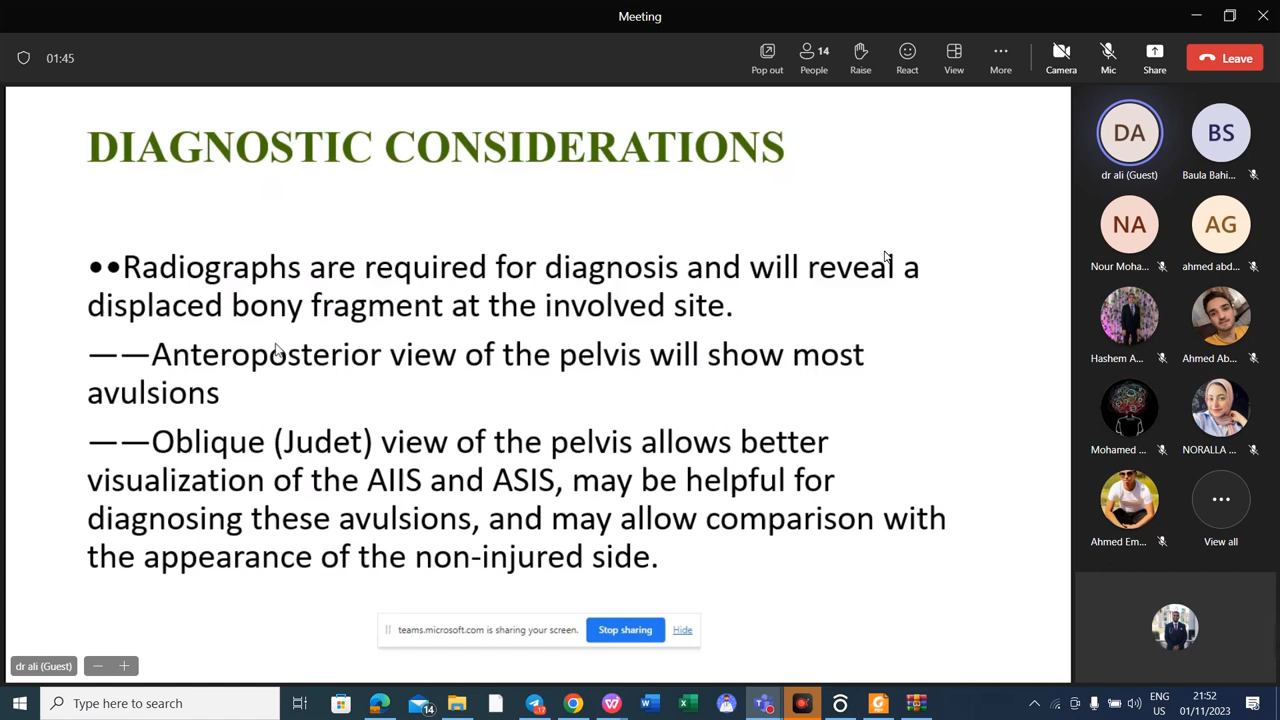 Meeting
01:45
Pop out
14
People
Raise
React
View
More
Camera
Mic
Share
Leave
DIAGNOSTIC CONSIDERATIONS
••Radiographs are required for diagnosis and will reveal a
displaced bony fragment at the involved site.
——Anteroposterior view of the pelvis will show most
avulsions
——Oblique (Judet) view of the pelvis allows better
visualization of the AIIS and ASIS, may be helpful for
diagnosing these avulsions, and may allow comparison with
the appearance of the non-injured side.
teams.microsoft.com is sharing your screen.
Stop sharing
Hide
dr ali (Guest)
DA
dr ali (Guest)
BS
Baula Bahi...
NA
Nour Moha...
AG
ahmed abd...
Hashem A...
Ahmed Ab...
Mohamed ...
NORALLA ...
Ahmed Em...
View all
Type here to search
14
ENG
US
21:52
01/11/2023